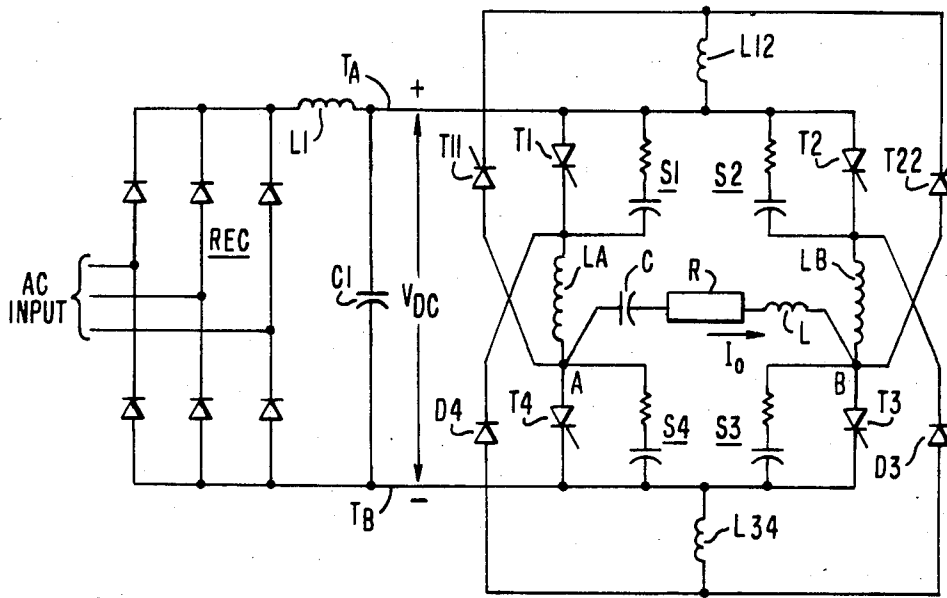 L12
TA
+
L1
T11
T1
S1
S2
T2
T22
REC
AC
INPUT
C1
VDC
LA
C
R
LB
L
Io
A
B
D4
T4
S4
S3
T3
D3
TB
−
L34